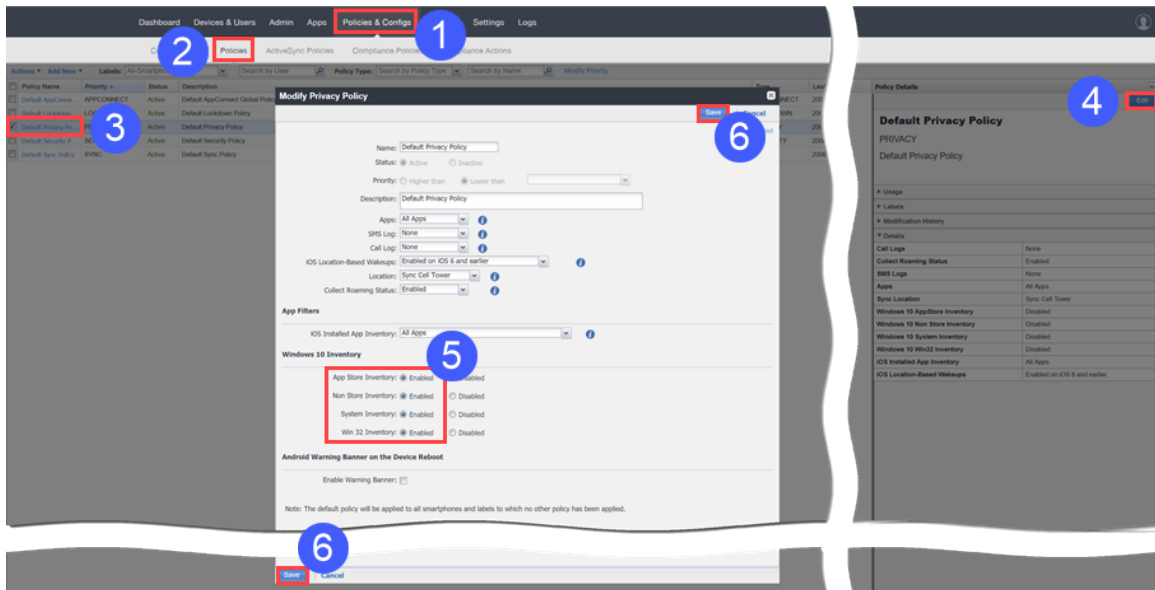 Dashboard Devices & Users Admin Apps Policies & Configs Settings Logs
1
2
Policies ActiveSync Policies Compliance Policies Compliance Actions
Actions Add New Labels: All-Smartphones Search by User Policy Type: Search by Policy Type Search by Name Modify Priority
Policy Name Priority Status Description
Default AppConne... APPCONNECT Active Default AppConnect Global Policy
Default Lockdown... Active Default Lockdown Policy
Default Privacy Po... Active Default Privacy Policy
Default Security P... Active Default Security Policy
Default Sync Policy SYNC Active Default Sync Policy
3
Modify Privacy Policy
Save Cancel
6
Name: Default Privacy Policy
Status: Active Inactive
Priority: Higher than Lower than
Description: Default Privacy Policy
Apps: All Apps
SMS Log: None
Call Log: None
iOS Location-Based Wakeups: Enabled on iOS 6 and earlier
Location: Sync Cell Tower
Collect Roaming Status: Enabled
App Filters
iOS Installed App Inventory: All Apps
Windows 10 Inventory
5
App Store Inventory: Enabled Disabled
Non Store Inventory: Enabled Disabled
System Inventory: Enabled Disabled
Win 32 Inventory: Enabled Disabled
Android Warning Banner on the Device Reboot
Enable Warning Banner:
Note: The default policy will be applied to all smartphones and labels to which no other policy has been applied.
6
Save Cancel
Policy Details
4
Edit
Default Privacy Policy
PRIVACY
Default Privacy Policy
Usage
Labels
Modification History
Details
Call Logs None
Collect Roaming Status Enabled
SMS Logs None
Apps All Apps
Sync Location Sync Cell Tower
Windows 10 AppStore Inventory Disabled
Windows 10 Non Store Inventory Disabled
Windows 10 System Inventory Disabled
Windows 10 Win32 Inventory Disabled
iOS Installed App Inventory All Apps
iOS Location-Based Wakeups Enabled on iOS 6 and earlier